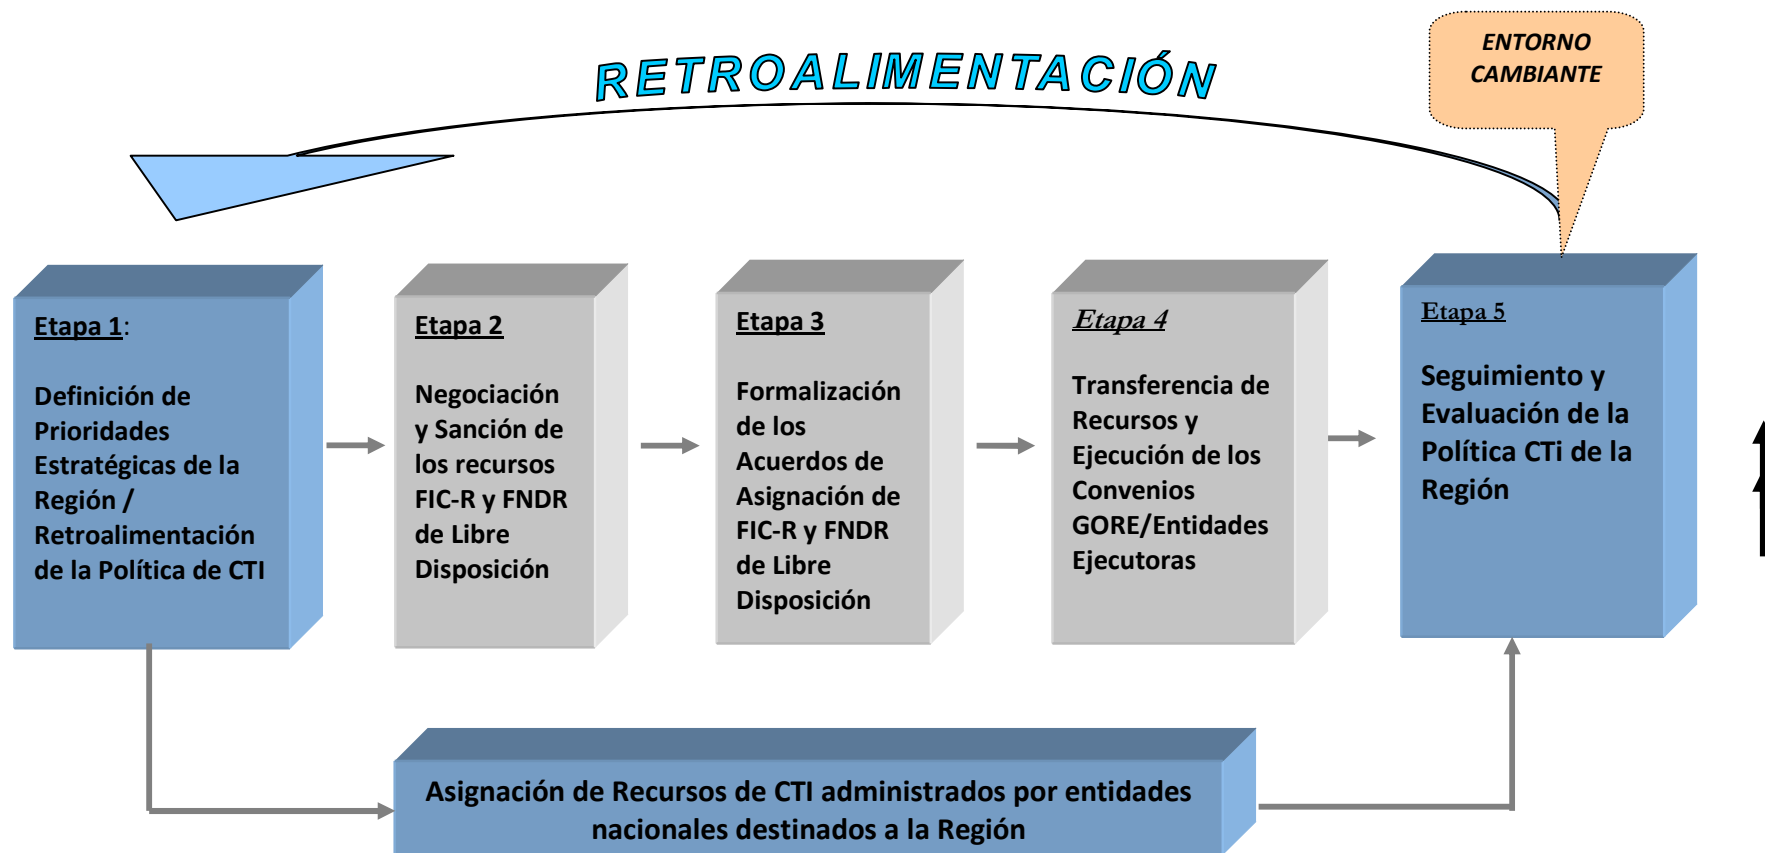 RETROALIMENTACIÓN
ENTORNO
CAMBIANTE
Etapa 1:
Definición de
Prioridades
Estratégicas de la
Región /
Retroalimentación
de la Política de CTI
Etapa 2
Negociación
y Sanción de
los recursos
FIC-R y FNDR
de Libre
Disposición
Etapa 3
Formalización
de los
Acuerdos de
Asignación de
FIC-R y FNDR
de Libre
Disposición
Etapa 4
Transferencia de
Recursos y
Ejecución de los
Convenios
GORE/Entidades
Ejecutoras
Etapa 5
Seguimiento y
Evaluación de la
Política CTi de la
Región
Asignación de Recursos de CTI administrados por entidades
nacionales destinados a la Región